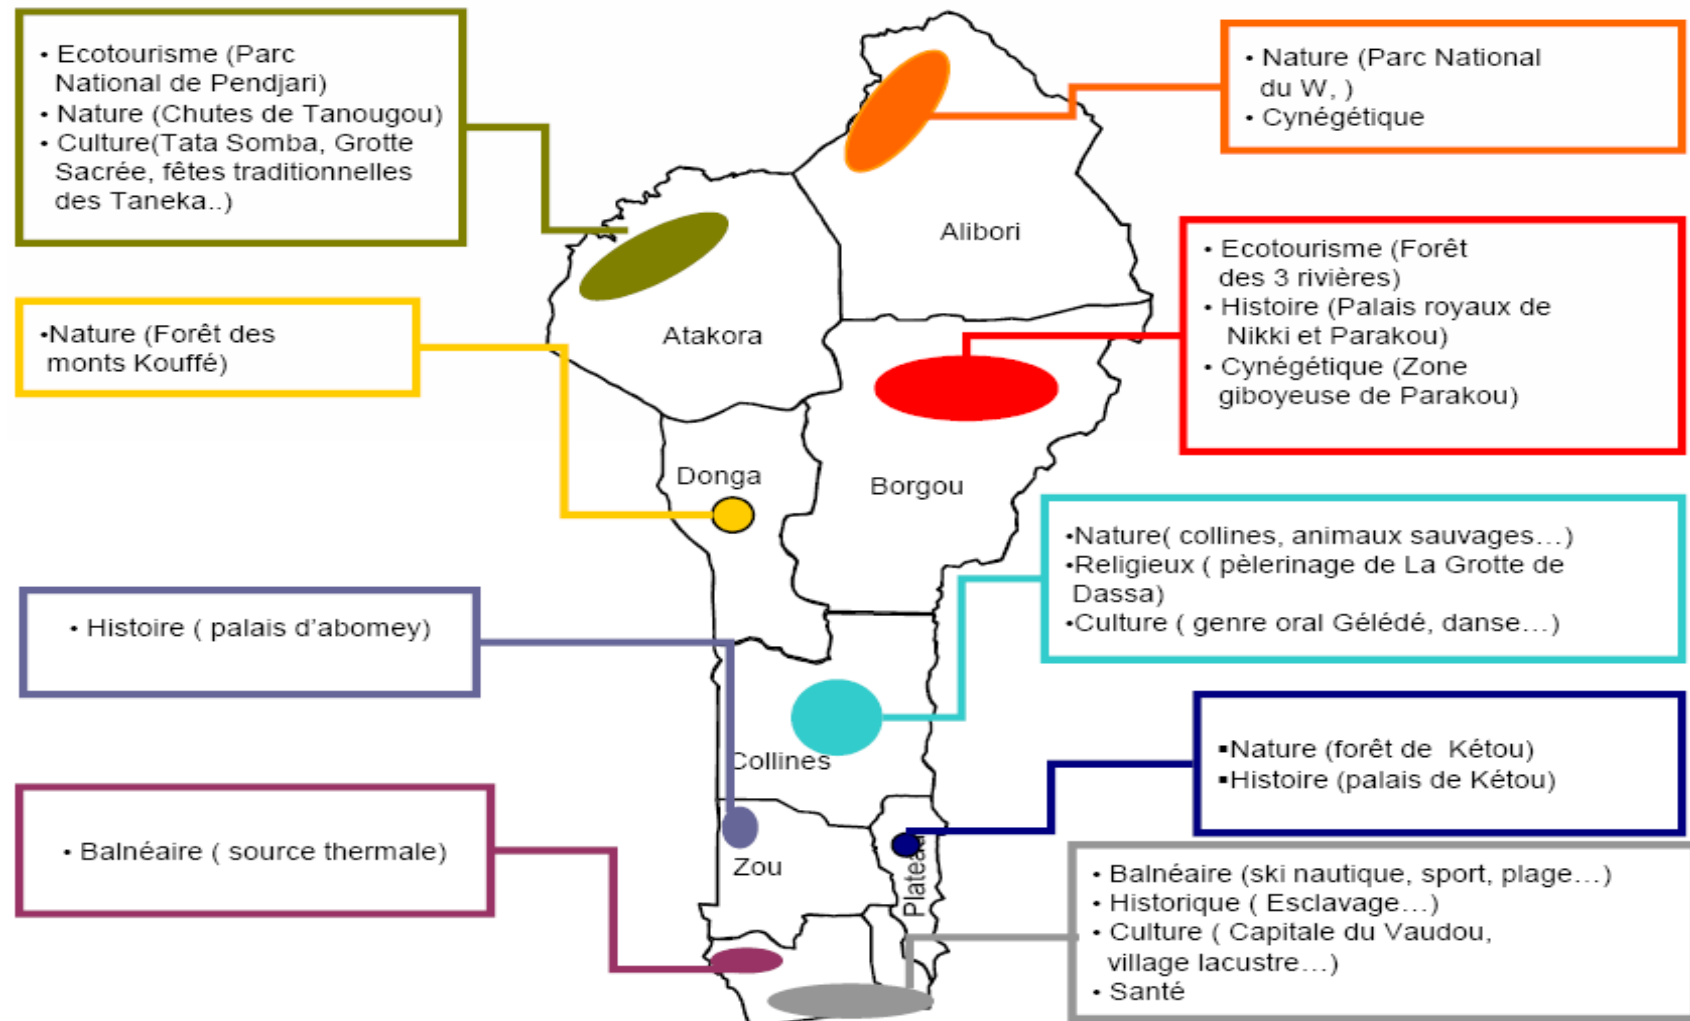 • Ecotourisme (Parc
National de Pendjari)
• Nature (Chutes de Tanougou)
• Culture(Tata Somba, Grotte
Sacrée, fêtes traditionnelles
des Taneka..)
• Nature (Parc National
du W, )
• Cynégétique
Alibori
• Ecotourisme (Forêt
des 3 rivières)
• Histoire (Palais royaux de
Nikki et Parakou)
• Cynégétique (Zone
giboyeuse de Parakou)
•Nature (Forêt des
monts Kouffé)
Atakora
Donga
Borgou
•Nature( collines, animaux sauvages…)
•Religieux ( pèlerinage de La Grotte de
Dassa)
•Culture ( genre oral Gélédé, danse…)
• Histoire ( palais d'abomey)
Collines
▪Nature (forêt de Kétou)
▪Histoire (palais de Kétou)
• Balnéaire ( source thermale)
Zou
Plateau
• Balnéaire (ski nautique, sport, plage…)
• Historique ( Esclavage…)
• Culture ( Capitale du Vaudou,
village lacustre…)
• Santé